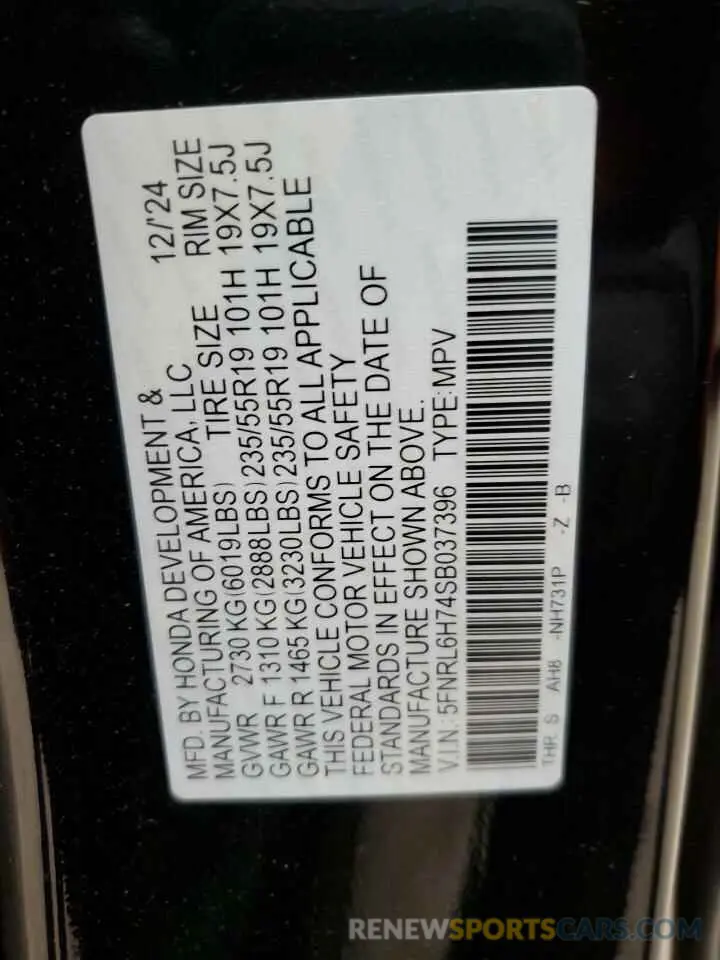 MFD. BY HONDA DEVELOPMENT & 12/'24
MANUFACTURING OF AMERICA, LLC
GVWR 2730 KG(6019LBS) TIRE SIZE RIM SIZE
GAWR F 1310 KG(2888LBS)235/55R19 101H 19X7.5J
GAWR R 1465 KG(3230LBS)235/55R19 101H 19X7.5J
THIS VEHICLE CONFORMS TO ALL APPLICABLE
FEDERAL MOTOR VEHICLE SAFETY
STANDARDS IN EFFECT ON THE DATE OF
MANUFACTURE SHOWN ABOVE.
V.I.N.:5FNRL6H74SB037396 TYPE:MPV
THR. S AH8 -NH731P -Z -B
RENEWSPORTSCARS.COM